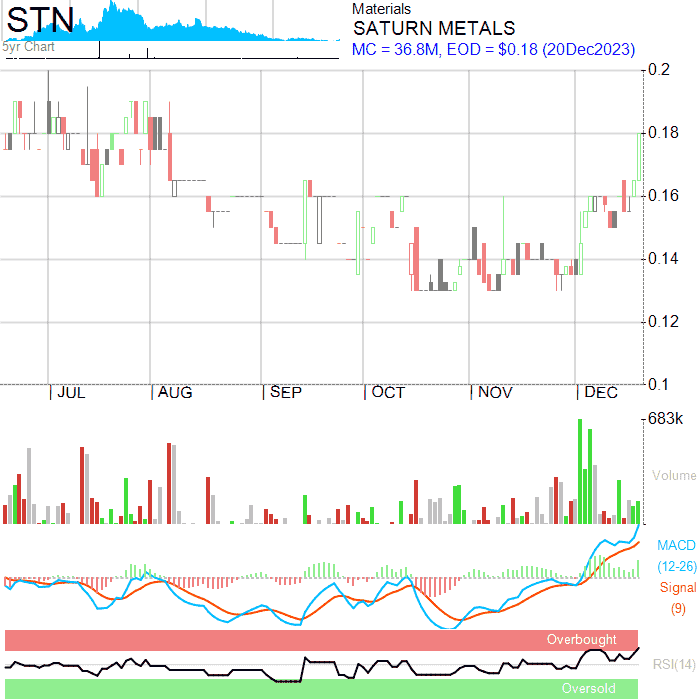 STN
5yr Chart
Materials
SATURN METALS
MC = 36.8M, EOD = $0.18 (20Dec2023)
0.2
0.18
0.16
0.14
0.12
0.1
JUL AUG SEP OCT NOV DEC
683k
Volume
MACD
(12-26)
Signal
(9)
Overbought
RSI(14)
Oversold